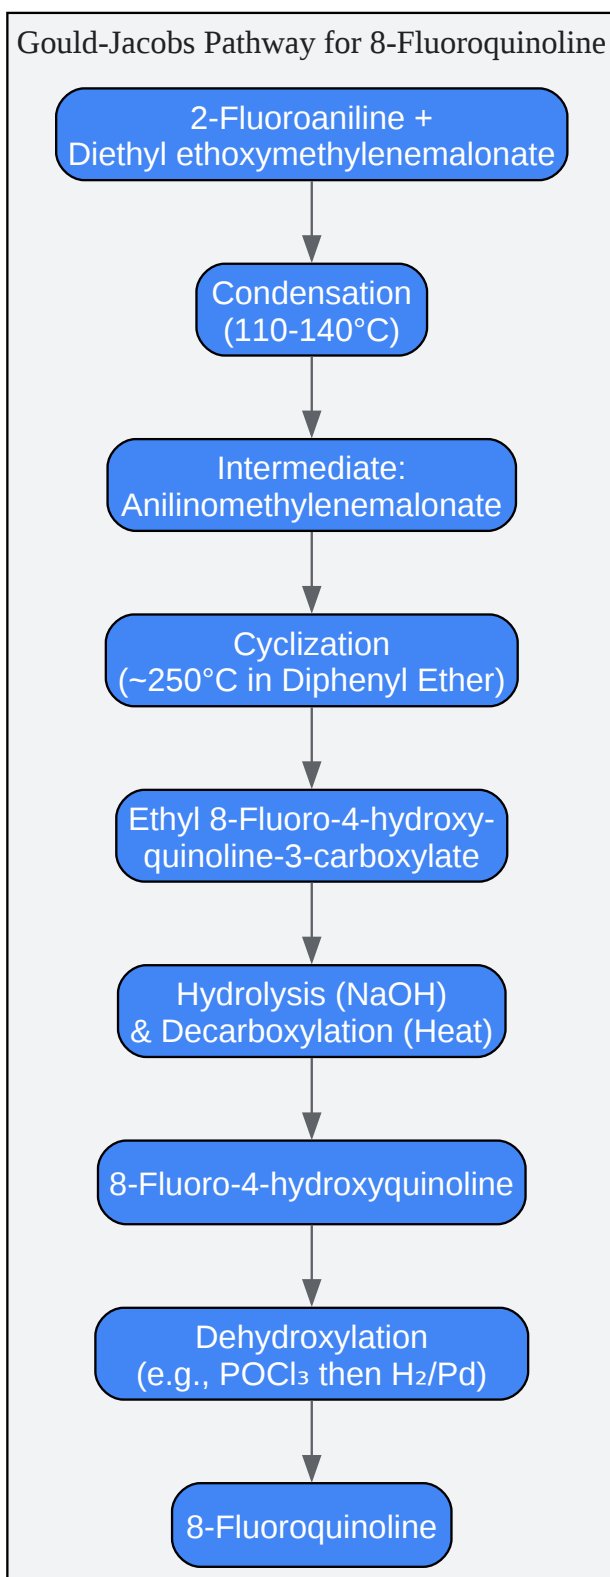 Gould-Jacobs Pathway for 8-Fluoroquinoline
2-Fluoroaniline +
Diethyl ethoxymethylenemalonate
Condensation
(110-140°C)
Intermediate:
Anilinomethylenemalonate
Cyclization
(~250°C in Diphenyl Ether)
Ethyl 8-Fluoro-4-hydroxy-
quinoline-3-carboxylate
Hydrolysis (NaOH)
& Decarboxylation (Heat)
8-Fluoro-4-hydroxyquinoline
Dehydroxylation
(e.g., POCl₃ then H₂/Pd)
8-Fluoroquinoline